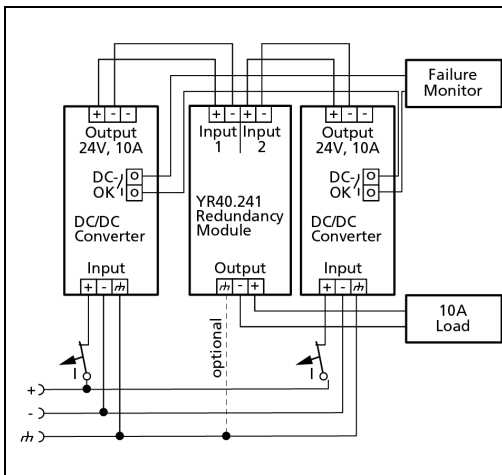 Failure
Monitor
+ - -
Output
24V, 10A
DC-
OK
DC/DC
Converter
Input
+ -
+ - + -
Input Input
1 2
YR40.241
Redundancy
Module
Output
- +
+ - -
Output
24V, 10A
DC-
OK
DC/DC
Converter
Input
+ -
10A
Load
optional
I
I
+
-